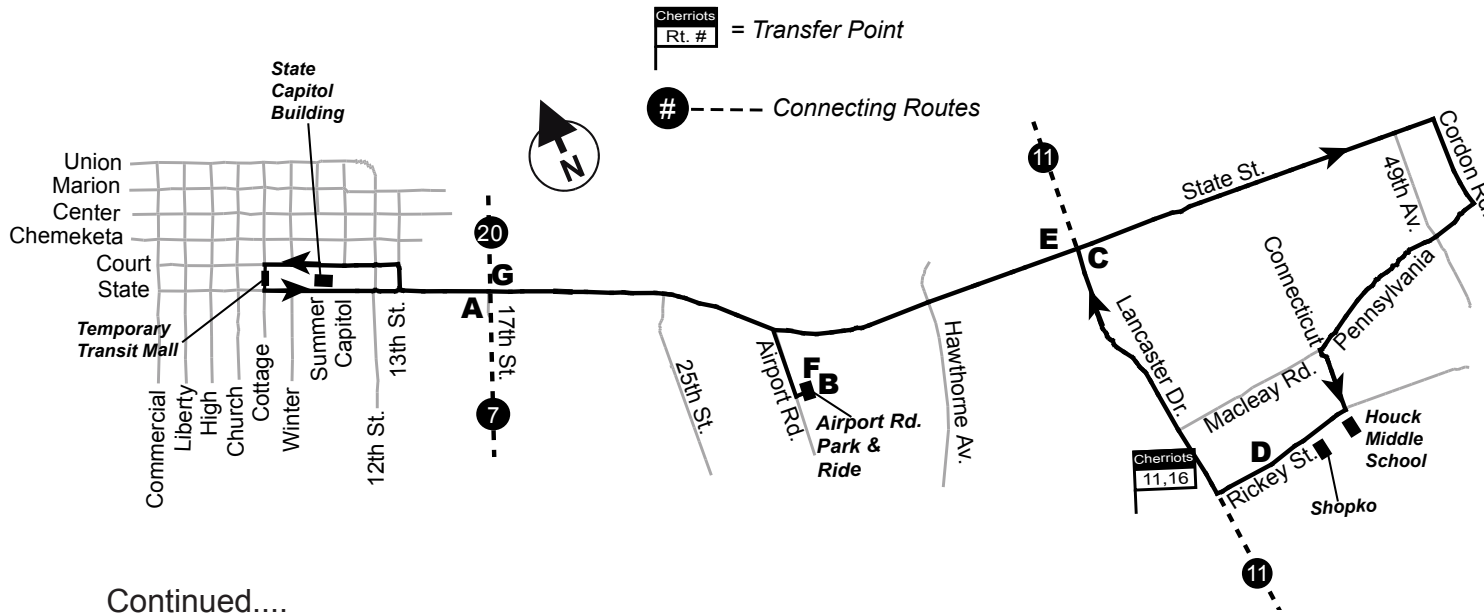 Cherriots
Rt. #
= Transfer Point
#
Connecting Routes
State
Capitol
Building
N
Union
Marion
Center
Chemeketa
Court
State
Temporary
Transit Mall
Commercial
Liberty
High
Church
Cottage
Winter
Summer
Capitol
12th St.
13th St.
20
G
A
17th St.
7
25th St.
Airport Rd.
F
B
Airport Rd.
Park &
Ride
Hawthorne Av.
11
E
C
State St.
49th Av.
Cordon Rd.
Connecticut
Pennsylvania
Lancaster Dr.
Macleay Rd.
D
Rickey St.
Houck
Middle
School
Shopko
Cherriots
11,16
11
Continued....